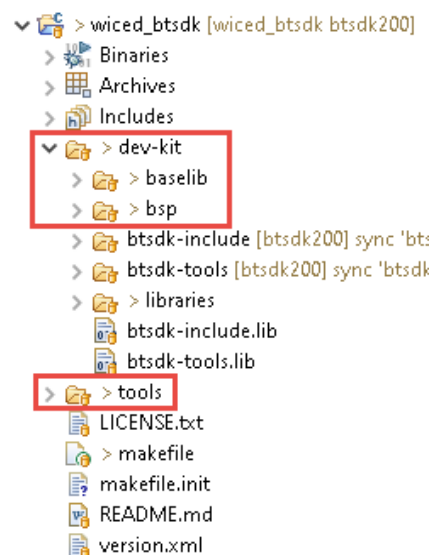 > wiced_btsdk [wiced_btsdk btsdk200]
Binaries
Archives
Includes
> dev-kit
> baselib
> bsp
btsdk-include [btsdk200] sync 'bts
btsdk-tools [btsdk200] sync 'btsdk
> libraries
btsdk-include.lib
btsdk-tools.lib
> tools
LICENSE.txt
> makefile
makefile.init
README.md
version.xml